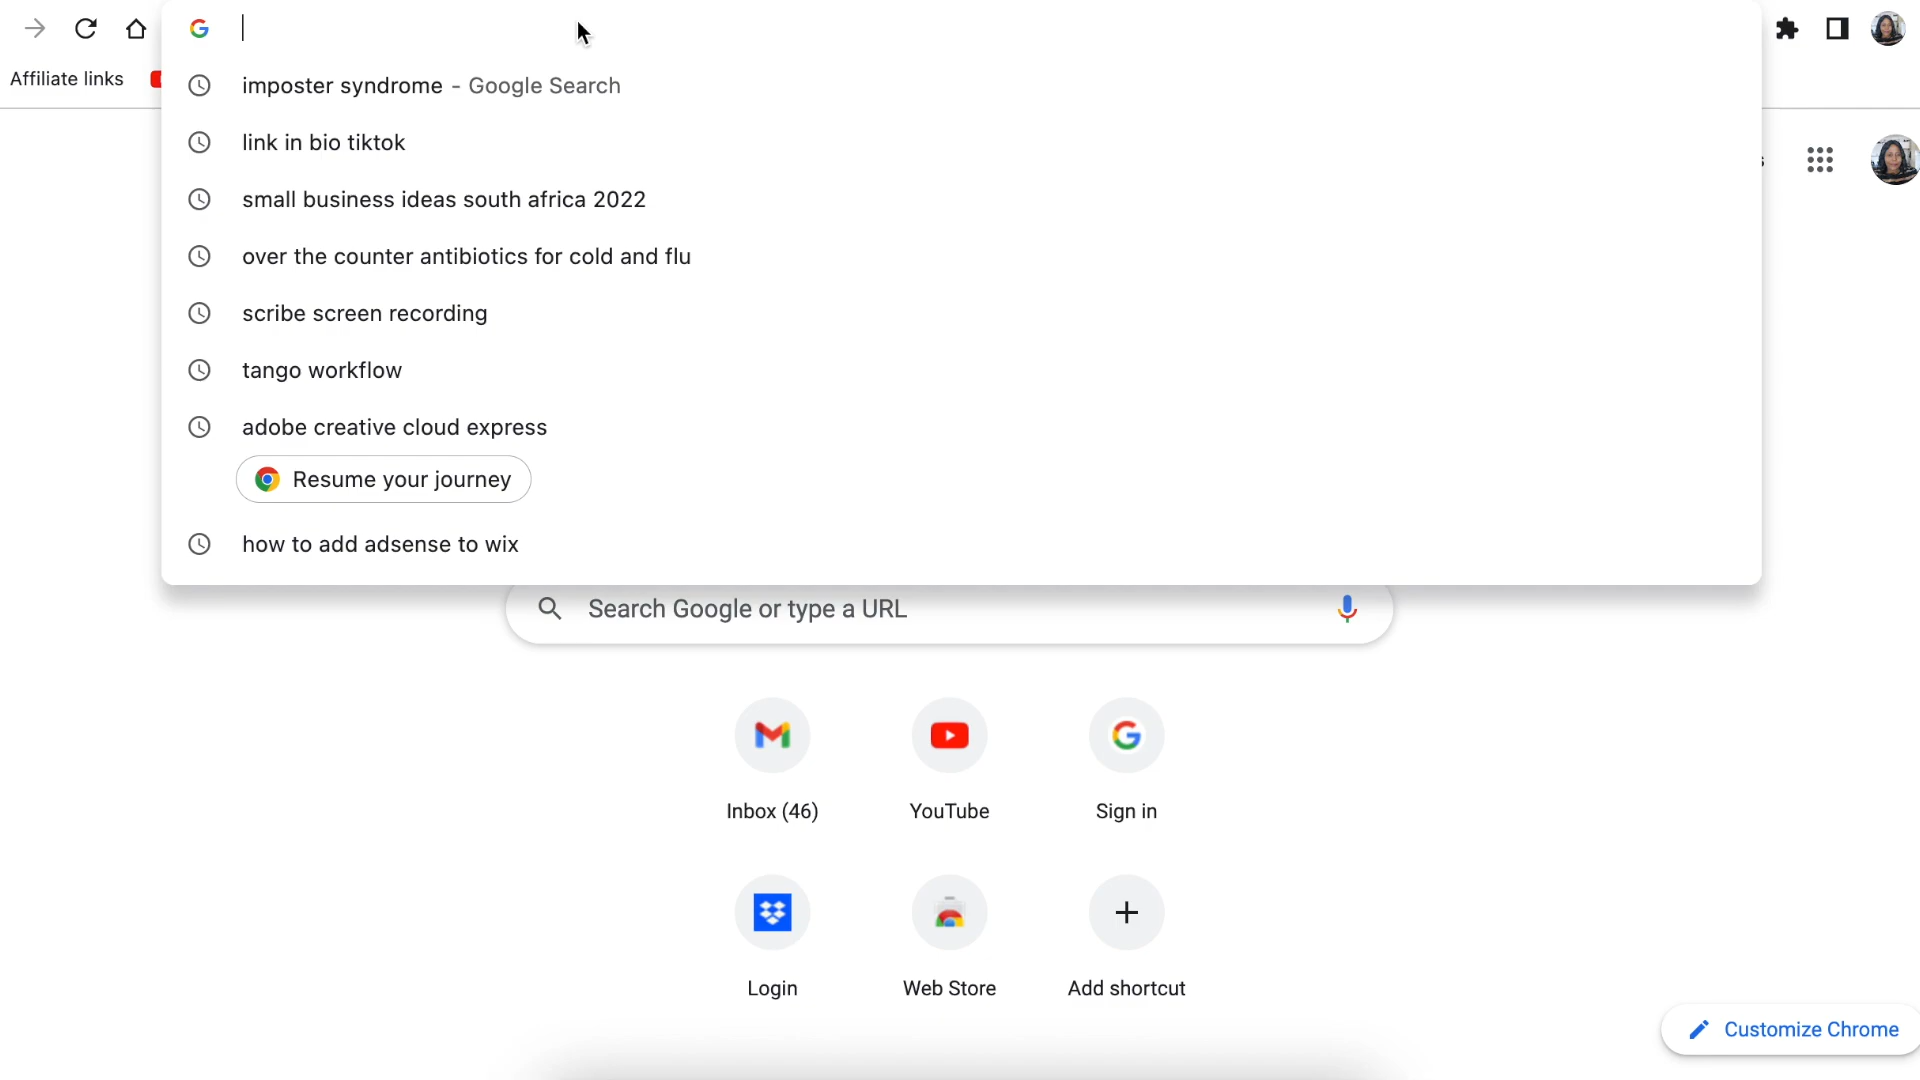 Affiliate links
imposter syndrome - Google Search
link in bio tiktok
small business ideas south africa 2022
over the counter antibiotics for cold and flu
scribe screen recording
tango workflow
adobe creative cloud express
Resume your journey
how to add adsense to wix
Search Google or type a URL
Inbox (46)
YouTube
Sign in
Login
Web Store
Add shortcut
Customize Chrome